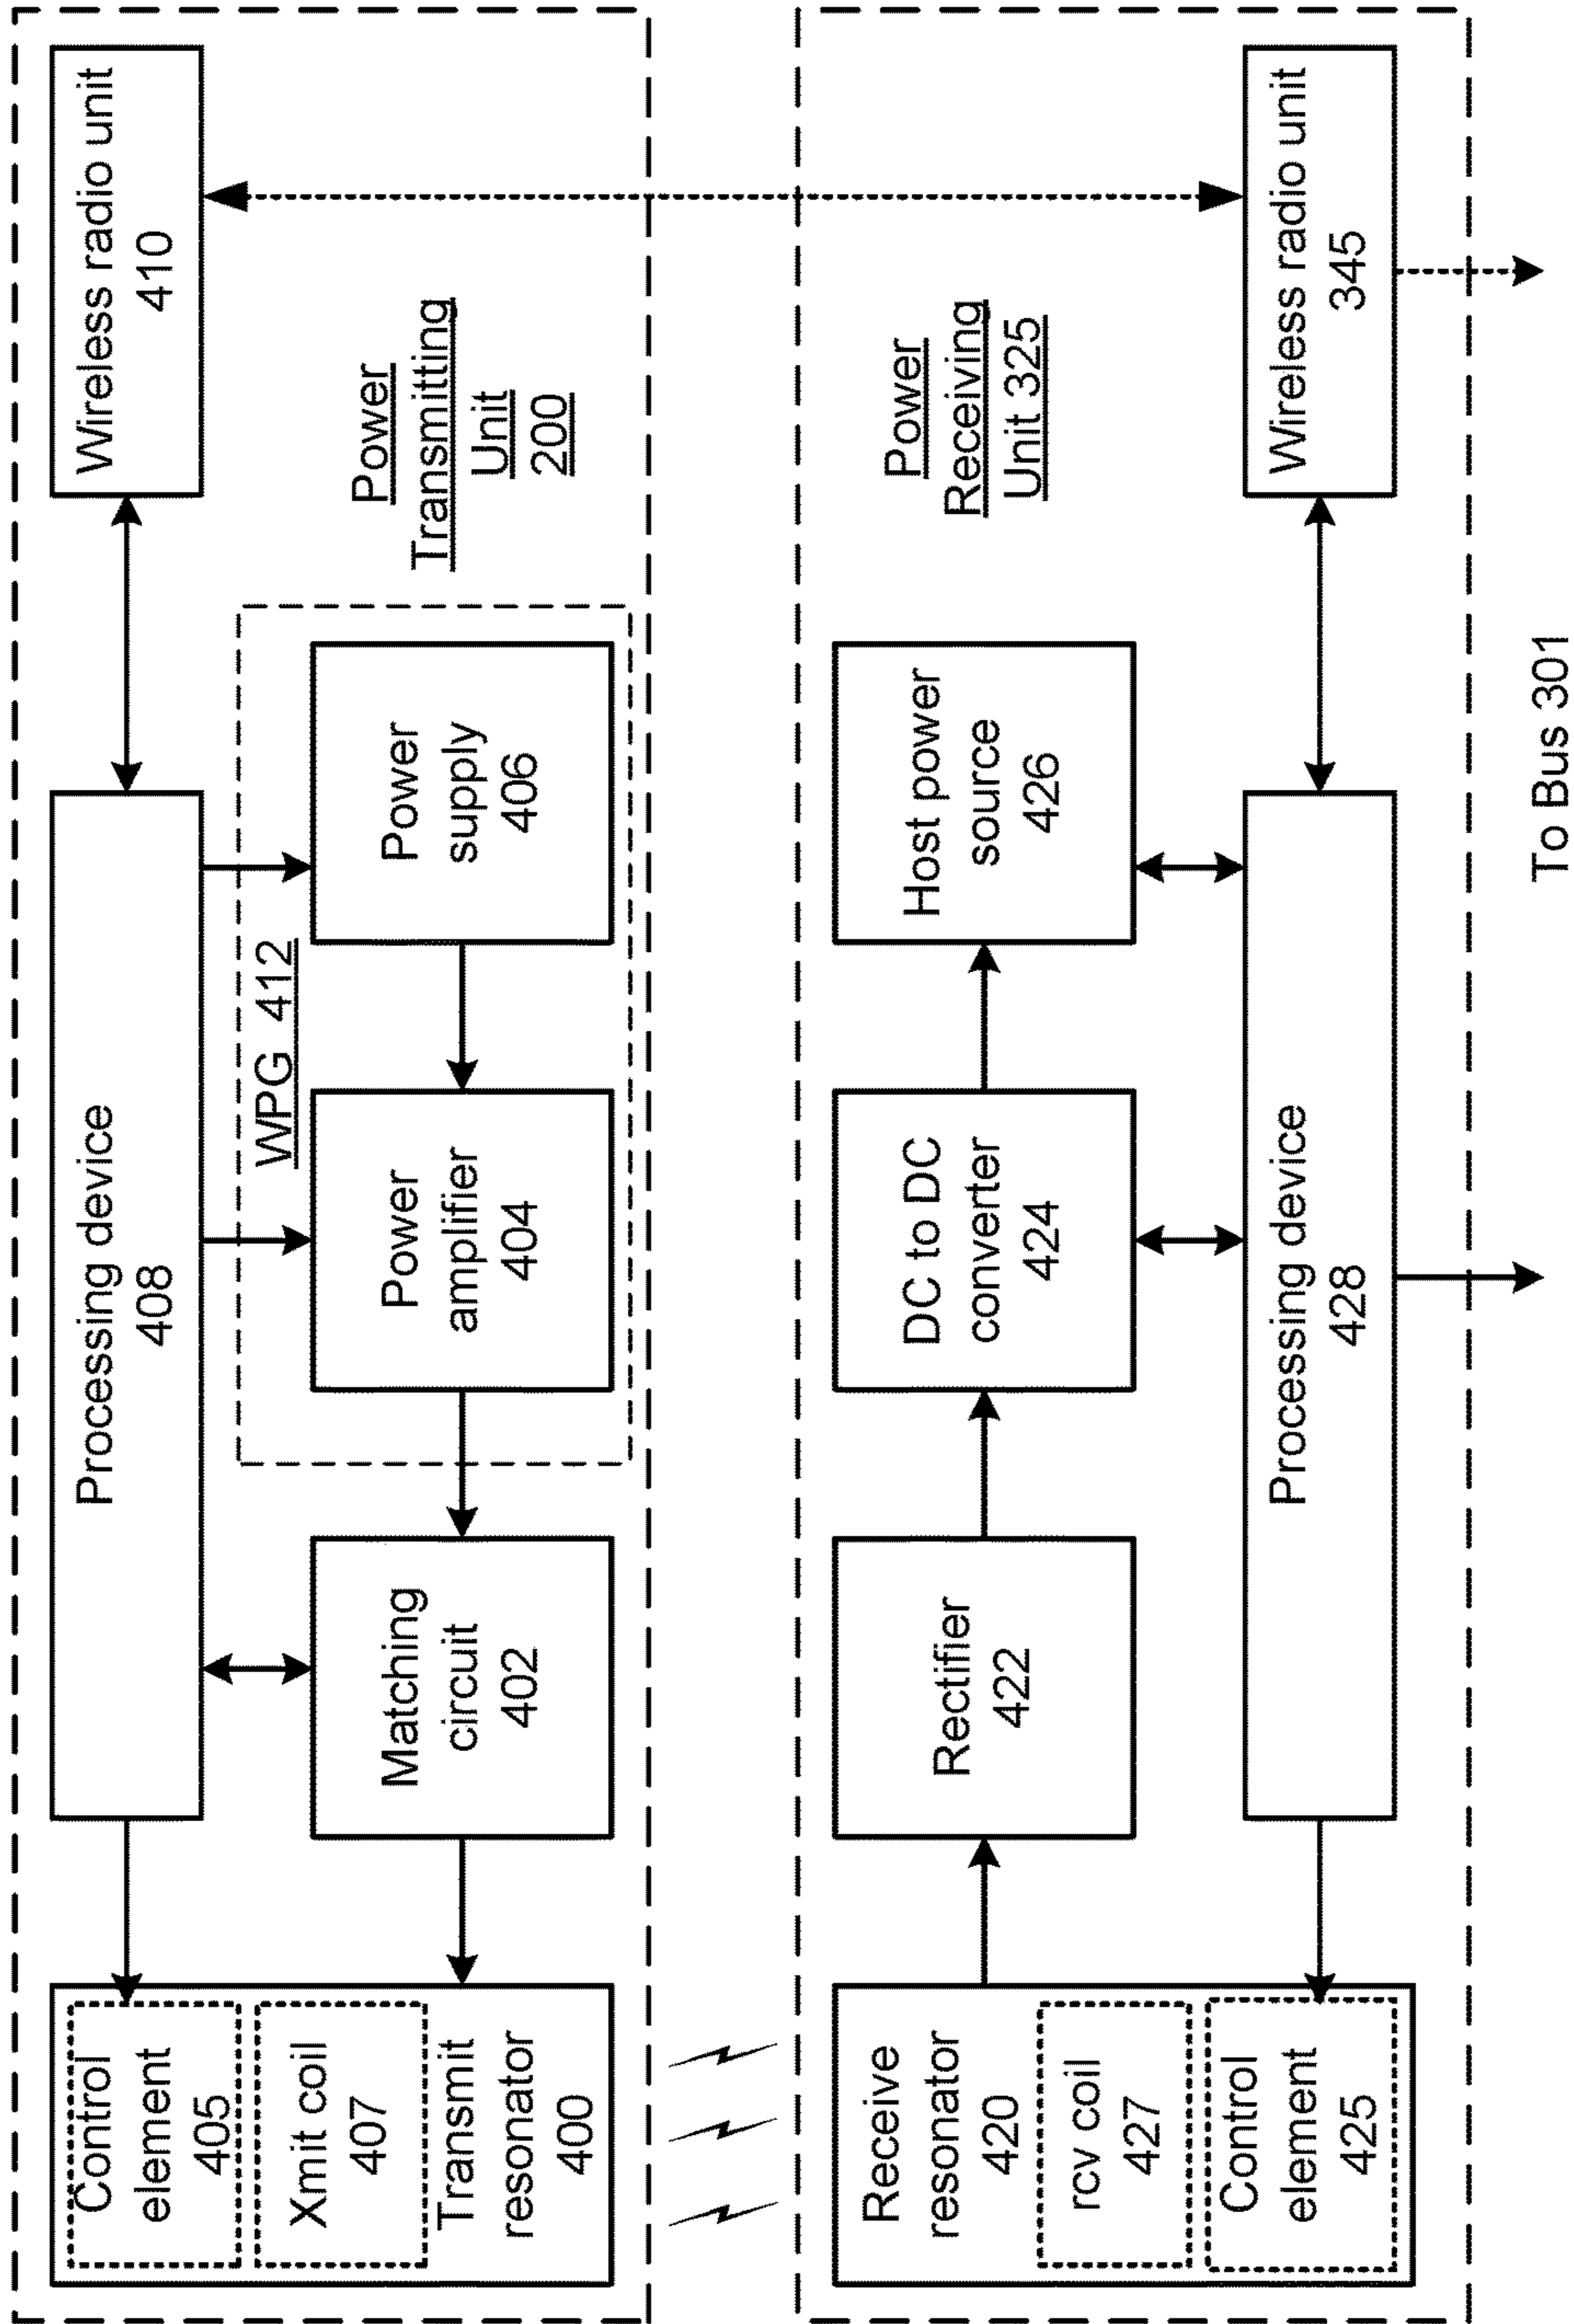 Control
element
405
Xmit coil
407
Transmit
resonator
400
Processing device
408
Wireless radio unit
410
Matching
circuit
402
WPG 412
Power
amplifier
404
Power
supply
406
Power
Transmitting
Unit
200
Receive
resonator
420
rcv coil
427
Control
element
425
Rectifier
422
DC to DC
converter
424
Host power
source
426
Power
Receiving
Unit 325
Processing device
428
Wireless radio unit
345
To Bus 301